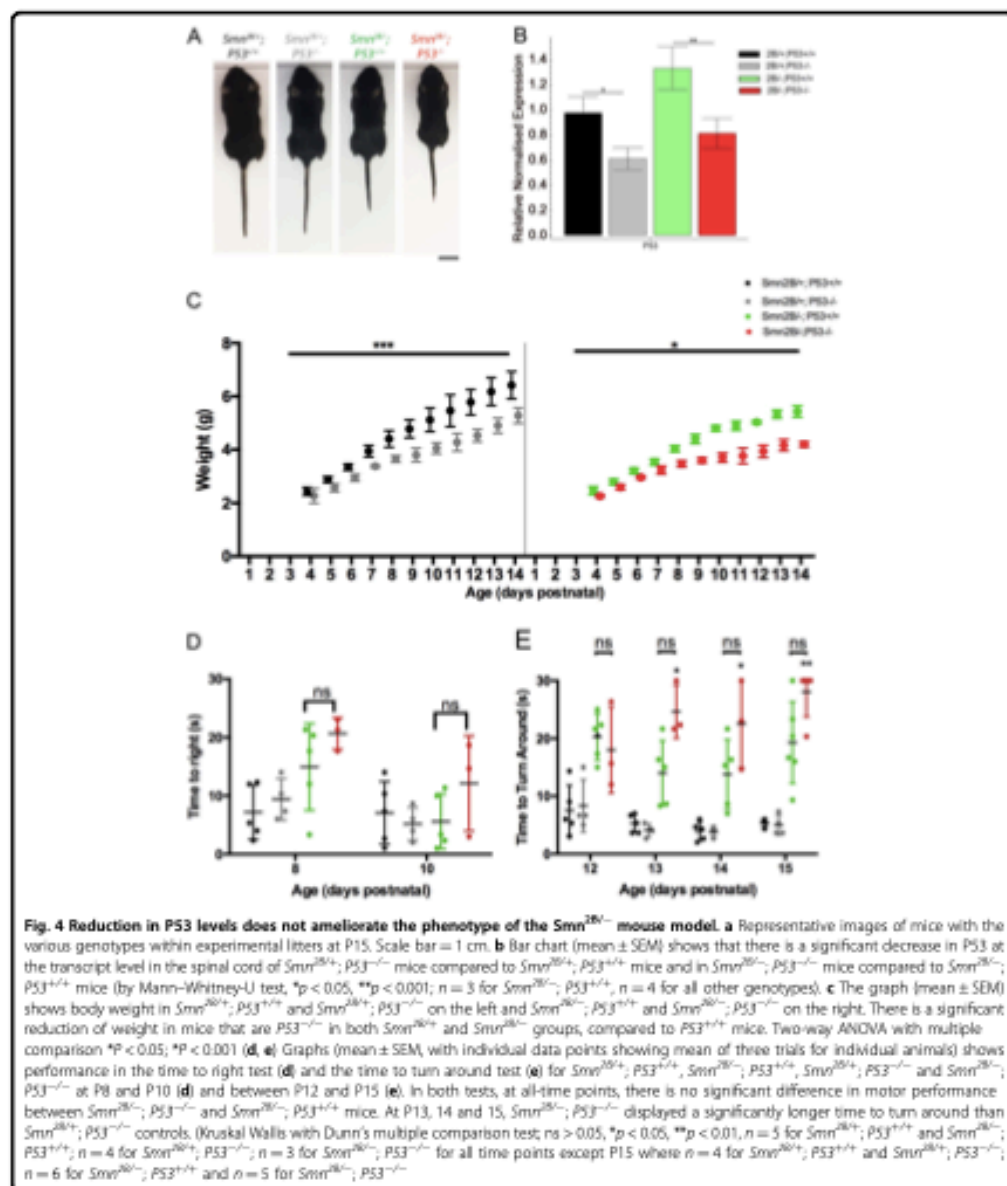 A
Smn2B/+; P53+/+
Smn2B/+; P53-/-
Smn2B/-; P53+/+
Smn2B/-; P53-/-
B
Relative Normalised Expression
1.4
1.2
1.0
0.8
0.6
0.4
0.2
0.0
*
**
P53
2B/+;P53+/+
2B/+;P53-/-
2B/-;P53+/+
2B/-;P53-/-
C
Smn2B/+; P53+/+
Smn2B/+; P53-/-
Smn2B/-; P53+/+
Smn2B/-;P53-/-
Weight (g)
8
6
4
2
0
***
*
1 2 3 4 5 6 7 8 9 10 11 12 13 14 1 2 3 4 5 6 7 8 9 10 11 12 13 14
Age (days postnatal)
D
Time to right (s)
30
20
10
0
ns
ns
8 10
Age (days postnatal)
E
Time to Turn Around (s)
30
20
10
0
ns ns ns ns
* * **
12 13 14 15
Age (days postnatal)
Fig. 4 Reduction in P53 levels does not ameliorate the phenotype of the Smn2B/− mouse model. a Representative images of mice with the
various genotypes within experimental litters at P15. Scale bar = 1 cm. b Bar chart (mean ± SEM) shows that there is a significant decrease in P53 at
the transcript level in the spinal cord of Smn2B/+; P53−/− mice compared to Smn2B/+; P53+/+ mice and in Smn2B/−; P53−/− mice compared to Smn2B/−;
P53+/+ mice (by Mann–Whitney-U test, *p < 0.05, **p < 0.001; n = 3 for Smn2B/−; P53+/+, n = 4 for all other genotypes). c The graph (mean ± SEM)
shows body weight in Smn2B/+; P53+/+ and Smn2B/+; P53−/− on the left and Smn2B/−; P53+/+ and Smn2B/−; P53−/− on the right. There is a significant
reduction of weight in mice that are P53−/− in both Smn2B/+ and Smn2B/− groups, compared to P53+/+ mice. Two-way ANOVA with multiple
comparison *P < 0.05; *P < 0.001 (d, e) Graphs (mean ± SEM, with individual data points showing mean of three trials for individual animals) shows
performance in the time to right test (d) and the time to turn around test (e) for Smn2B/+; P53+/+, Smn2B/−; P53+/+, Smn2B/+; P53−/− and Smn2B/−;
P53−/− at P8 and P10 (d) and between P12 and P15 (e). In both tests, at all-time points, there is no significant difference in motor performance
between Smn2B/−; P53−/− and Smn2B/−; P53+/+ mice. At P13, 14 and 15, Smn2B/−; P53−/− displayed a significantly longer time to turn around than
Smn2B/+; P53−/− controls. (Kruskal Wallis with Dunn's multiple comparison test; ns > 0.05, *p < 0.05, **p < 0.01, n = 5 for Smn2B/+; P53+/+ and Smn2B/−;
P53+/+; n = 4 for Smn2B/+; P53−/−; n = 3 for Smn2B/−; P53−/− for all time points except P15 where n = 4 for Smn2B/+; P53+/+ and Smn2B/+; P53−/−;
n = 6 for Smn2B/−; P53+/+ and n = 5 for Smn2B/−; P53−/−